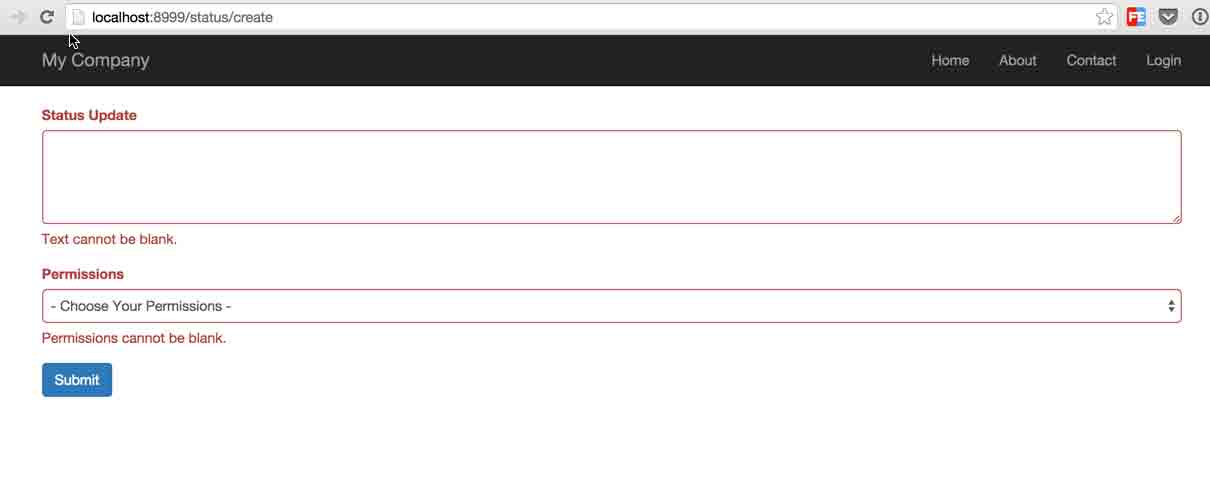 localhost:8999/status/create
FE
My Company Home About Contact Login
Status Update
Text cannot be blank.
Permissions
- Choose Your Permissions -
Permissions cannot be blank.
Submit